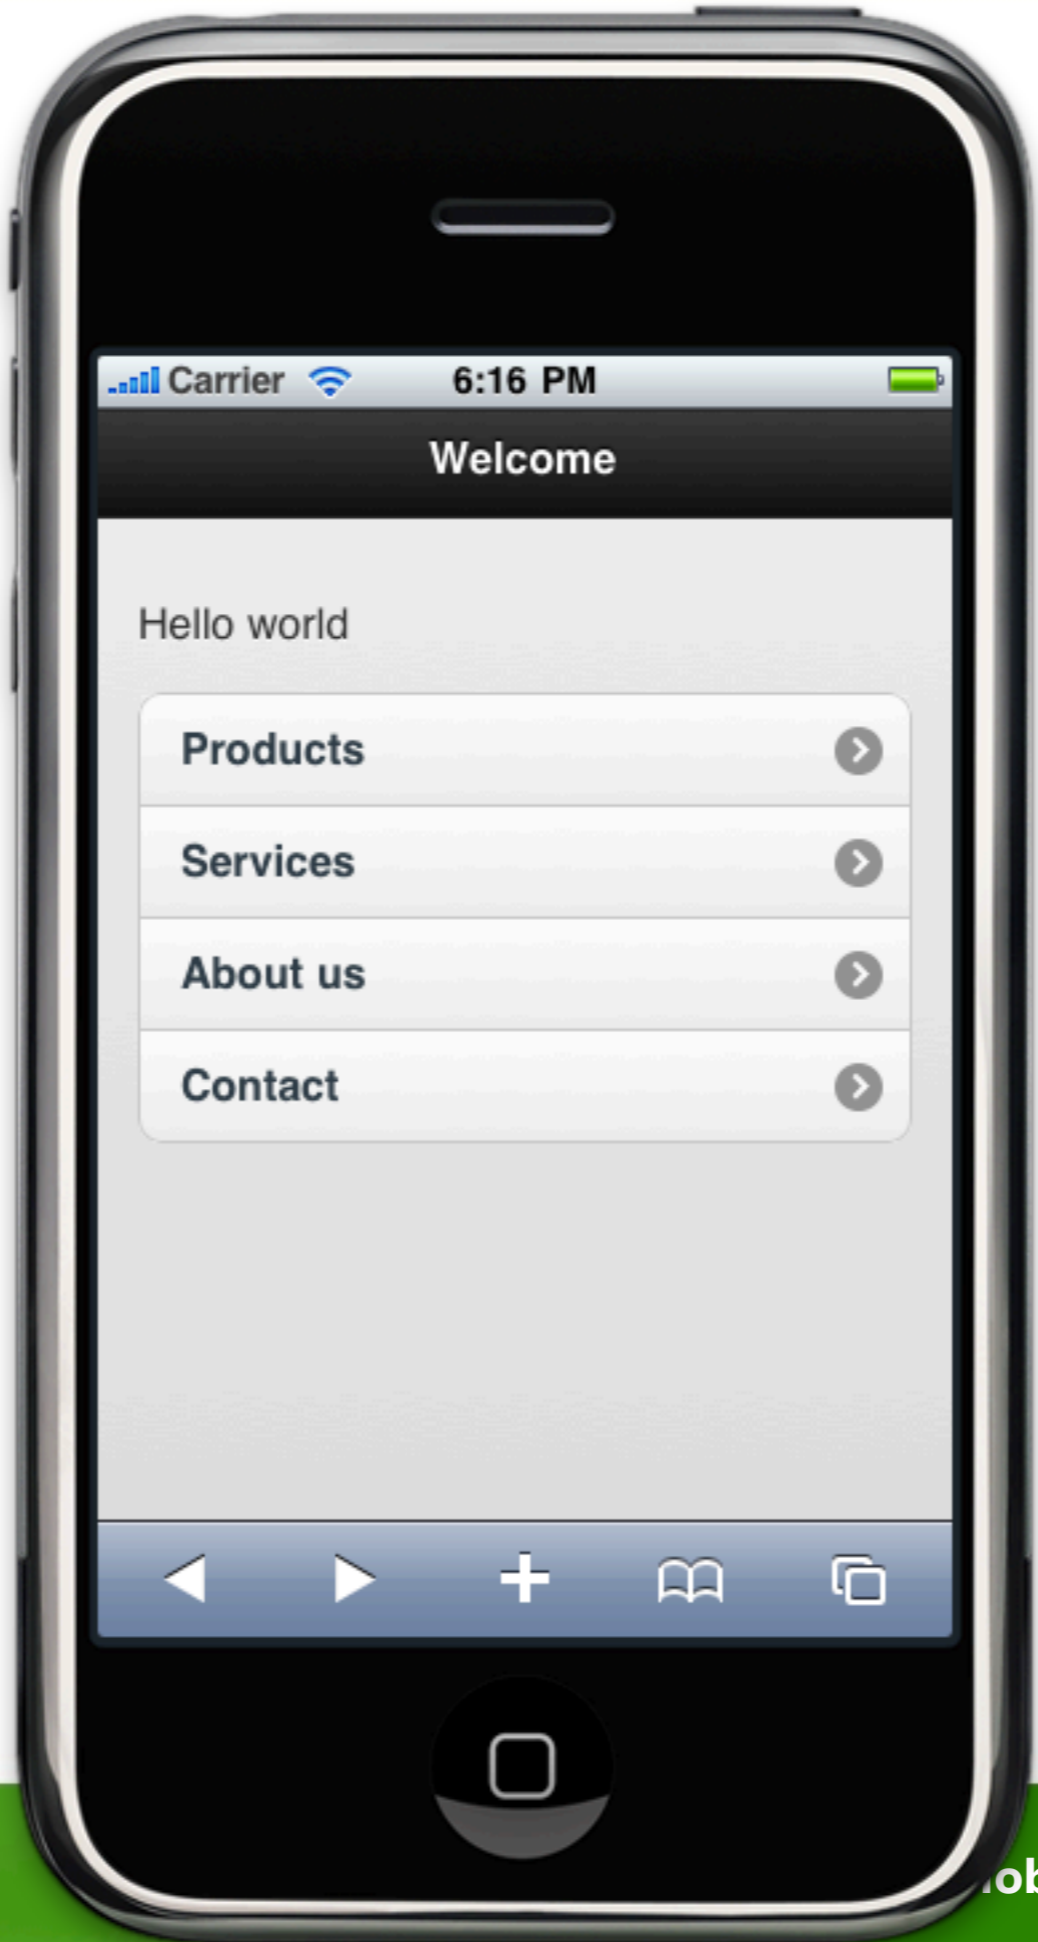 Carrier 6:16 PM
Welcome
Hello world
Products
Services
About us
Contact